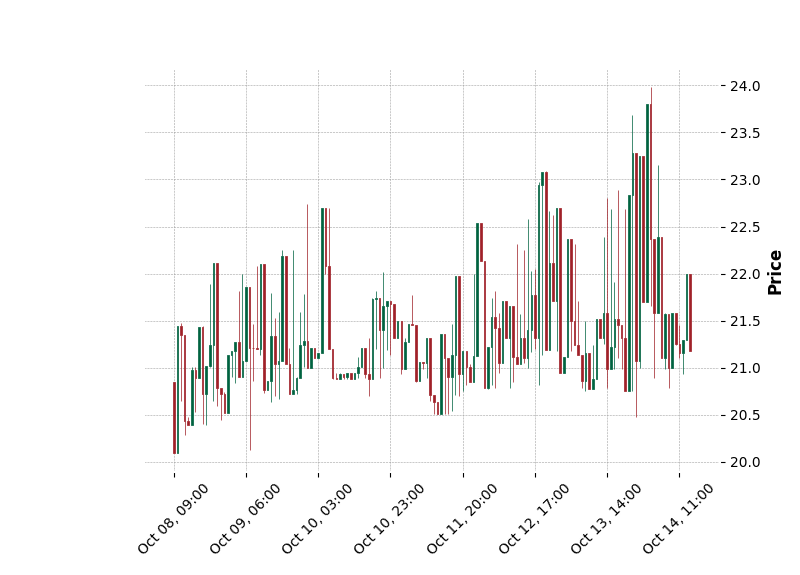 24.0
23.5
23.0
22.5
22.0
21.5
21.0
20.5
20.0
Price
Oct 08, 09:00
Oct 09, 06:00
Oct 10, 03:00
Oct 10, 23:00
Oct 11, 20:00
Oct 12, 17:00
Oct 13, 14:00
Oct 14, 11:00